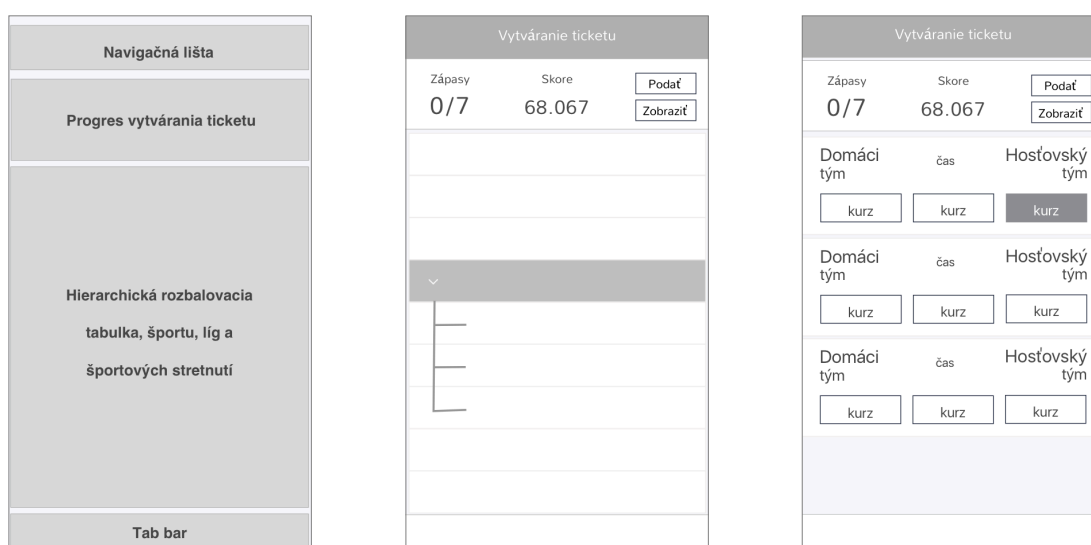 Navigačná lišta
Progres vytvárania ticketu
Hierarchická rozbalovacia
tabulka, športu, líg a
športových stretnutí
Tab bar
Vytváranie ticketu
Zápasy Skore Podať
0/7 68.067 Zobraziť
Vytváranie ticketu
Zápasy Skore Podať
0/7 68.067 Zobraziť
Domáci čas Hosťovský
tým tým
kurz kurz kurz
Domáci čas Hosťovský
tým tým
kurz kurz kurz
Domáci čas Hosťovský
tým tým
kurz kurz kurz